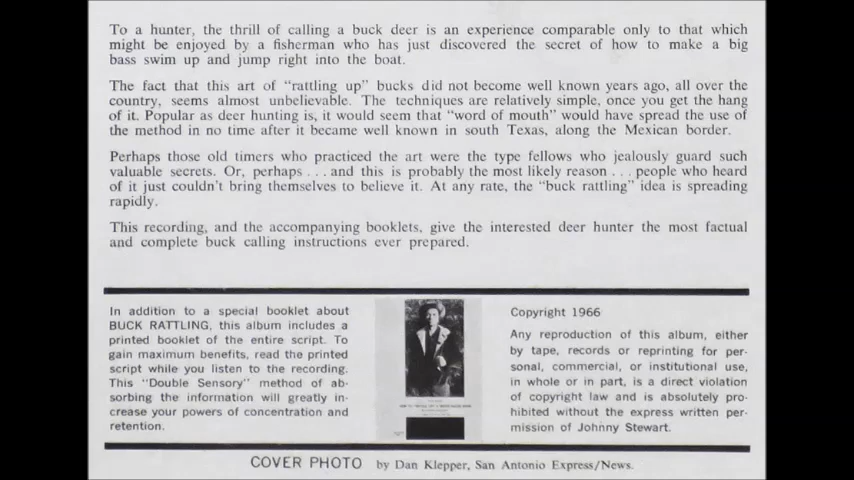 To a hunter, the thrill of calling a buck deer is an experience comparable only to that which
might be enjoyed by a fisherman who has just discovered the secret of how to make a big
bass swim up and jump right into the boat.
The fact that this art of "rattling up" bucks did not become well known years ago, all over the
country, seems almost unbelievable. The techniques are relatively simple, once you get the hang
of it. Popular as deer hunting is, it would seem that "word of mouth" would have spread the use of
the method in no time after it became well known in south Texas, along the Mexican border.
Perhaps those old timers who practiced the art were the type fellows who jealously guard such
valuable secrets. Or, perhaps . . . and this is probably the most likely reason . . . people who heard
of it just couldn't bring themselves to believe it. At any rate, the "buck rattling" idea is spreading
rapidly.
This recording, and the accompanying booklets, give the interested deer hunter the most factual
and complete buck calling instructions ever prepared.
In addition to a special booklet about
BUCK RATTLING, this album includes a
printed booklet of the entire script. To
gain maximum benefits, read the printed
script while you listen to the recording.
This "Double Sensory" method of ab-
sorbing the information will greatly in-
crease your powers of concentration and
retention.
Copyright 1966
Any reproduction of this album, either
by tape, records or reprinting for per-
sonal, commercial, or institutional use,
in whole or in part, is a direct violation
of copyright law and is absolutely pro-
hibited without the express written per-
mission of Johnny Stewart.
COVER PHOTO by Dan Klepper, San Antonio Express/News.